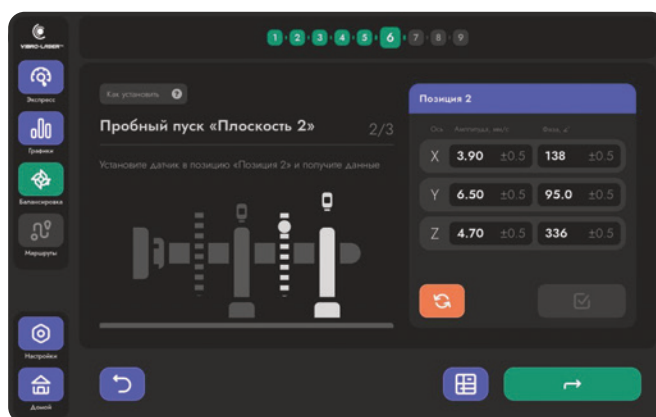 VIBRO-LASER™
1 2 3 4 5 6 7 8 9
Экспресс
Графики
Балансировка
Маршруты
Настройки
Домой
Как установить ?
Пробный пуск «Плоскость 2» 2/3
Установите датчик в позицию «Позиция 2» и получите данные
Позиция 2
Ось Амплитуда, мм/с Фаза, д°
X 3.90 ±0.5 138 ±0.5
Y 6.50 ±0.5 95.0 ±0.5
Z 4.70 ±0.5 336 ±0.5